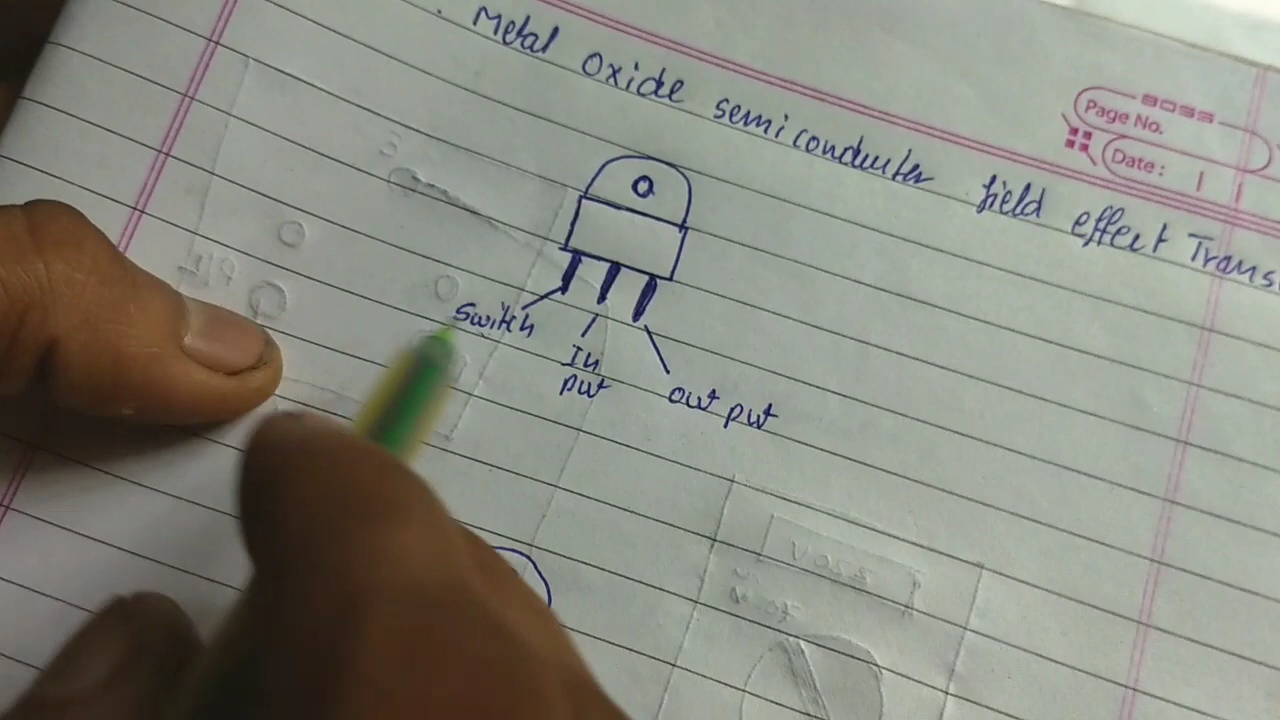 Metal Oxide semiconducter field effect Trans
BOSS
Page No.
Date:
Switch
In
put
out put